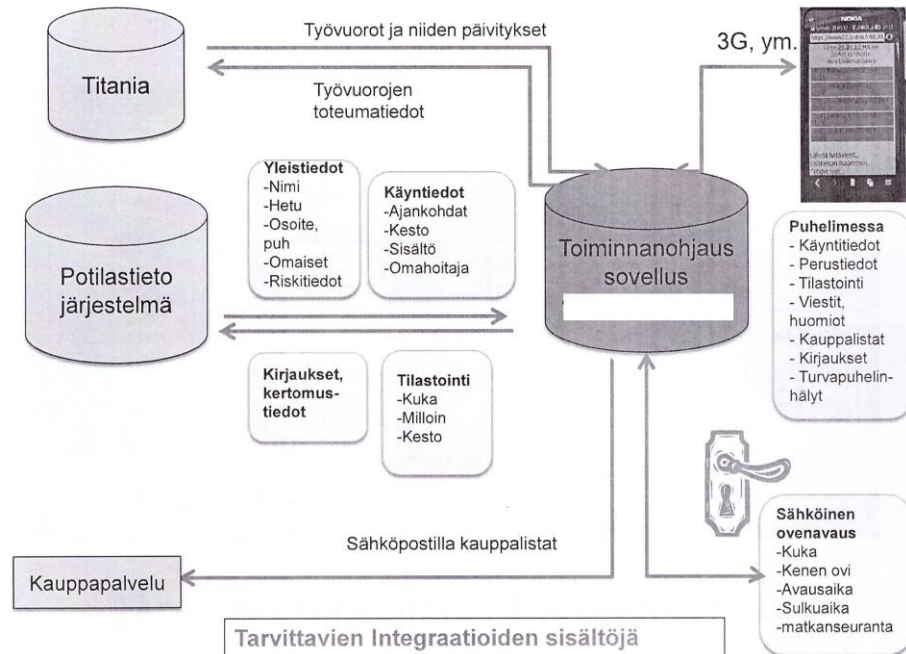 Työvuorot ja niiden päivitykset
3G, ym.
NOKIA
Titania
Työvuorojen
toteumatiedot
Yleistiedot
-Nimi
-Hetu
-Osoite,
puh
-Omaiset
-Riskitiedot
Käyntiedot
-Ajankohdat
-Kesto
-Sisältö
-Omahoitaja
Potilastieto
järjestelmä
Toiminnanohjaus
sovellus
Puhelimessa
- Käyntitiedot
- Perustiedot
- Tilastointi
- Viestit,
huomiot
- Kauppalistat
- Kirjaukset
- Turvapuhelin-
hälyt
Kirjaukset,
kertomus-
tiedot
Tilastointi
-Kuka
-Milloin
-Kesto
Sähköpostilla kauppalistat
Kauppapalvelu
Sähköinen
ovenavaus
-Kuka
-Kenen ovi
-Avausaika
-Sulkuaika
-matkanseuranta
Tarvittavien Integraatioiden sisältöjä